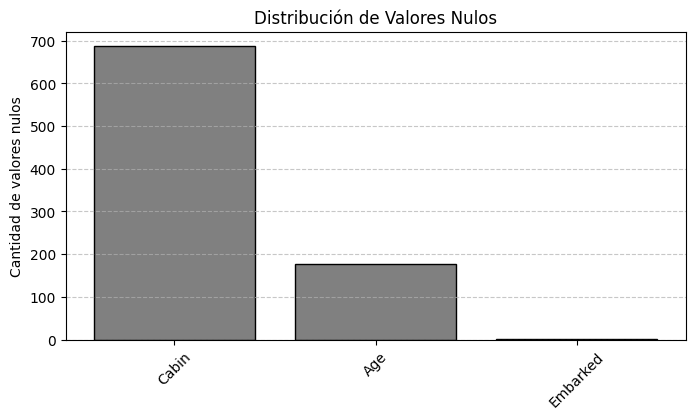 Distribución de Valores Nulos
Cantidad de valores nulos
700
600
500
400
300
200
100
0
Cabin
Age
Embarked